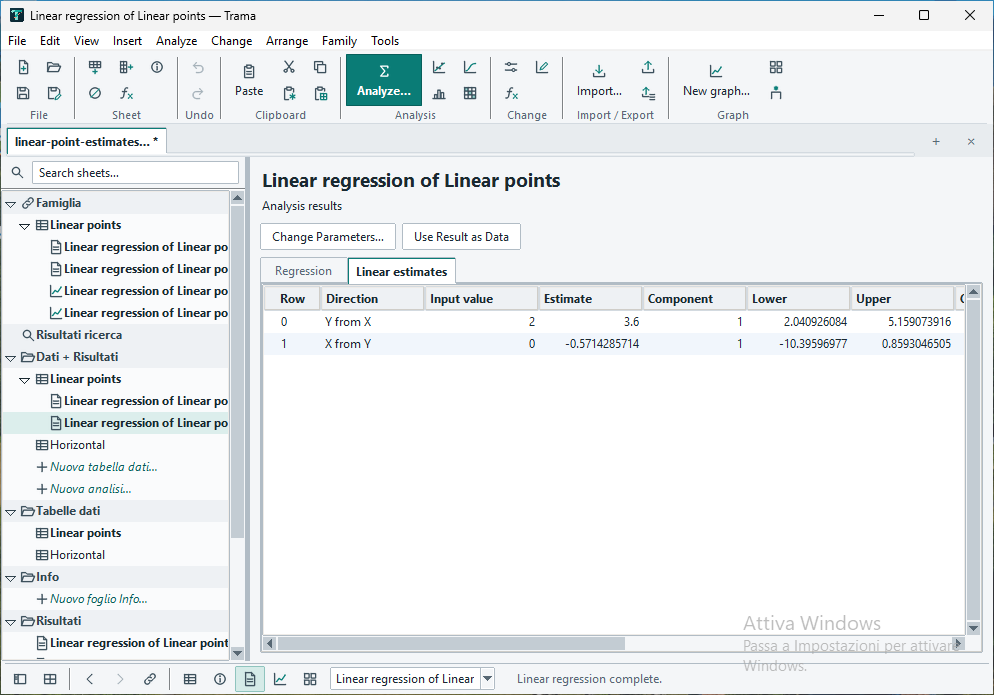 Linear regression of Linear points — Trama
File Edit View Insert Analyze Change Arrange Family Tools
Paste Analyze... Import... New graph...
File Sheet Undo Clipboard Analysis Change Import / Export Graph
linear-point-estimates... *
Search sheets...
Famiglia
Linear points
Linear regression of Linear po
Linear regression of Linear po
Linear regression of Linear po
Linear regression of Linear po
Risultati ricerca
Dati + Risultati
Linear points
Linear regression of Linear po
Linear regression of Linear po
Horizontal
Nuova tabella dati...
Nuova analisi...
Tabelle dati
Linear points
Horizontal
Info
Nuovo foglio Info...
Risultati
Linear regression of Linear point
Linear regression of Linear points
Analysis results
Change Parameters... Use Result as Data
Regression Linear estimates
Row Direction Input value Estimate Component Lower Upper
0 Y from X 2 3.6 1 2.040926084 5.159073916
1 X from Y 0 -0.5714285714 1 -10.39596977 0.8593046505
Attiva Windows
Passa a Impostazioni per attivare
Windows.
Linear regression of Linear Linear regression complete.